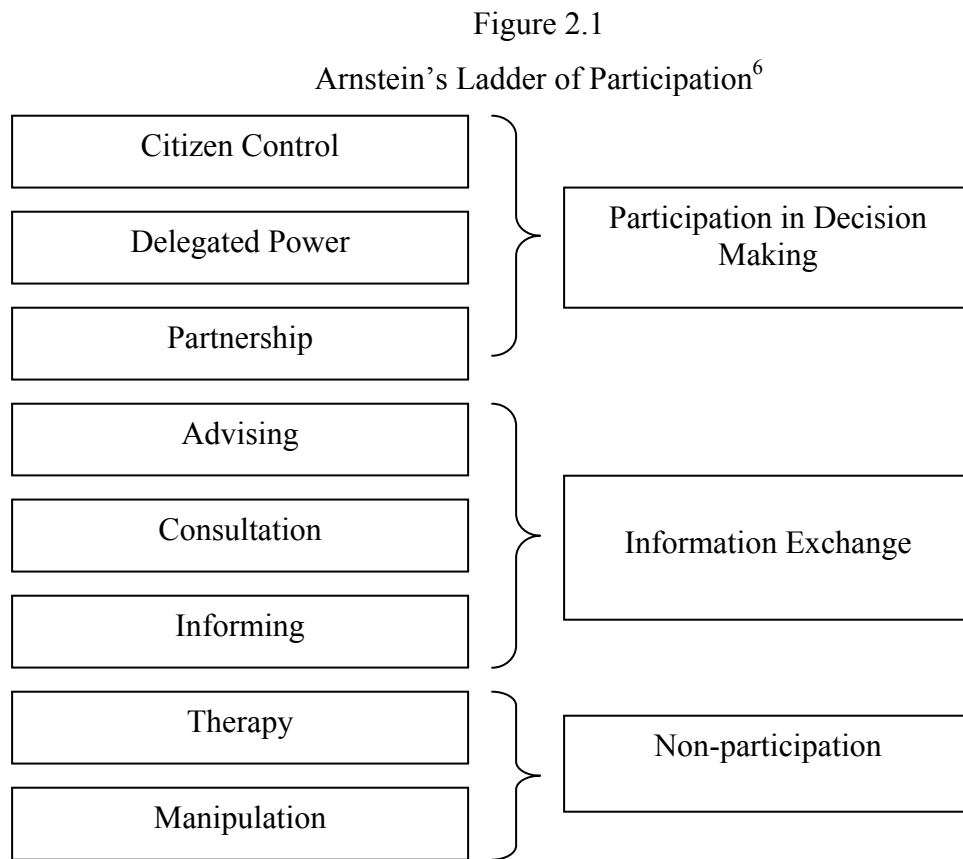 Figure 2.1
Arnstein’s Ladder of Participation⁶
Citizen Control
Delegated Power
Partnership
Participation in Decision
Making
Advising
Consultation
Informing
Information Exchange
Therapy
Manipulation
Non-participation